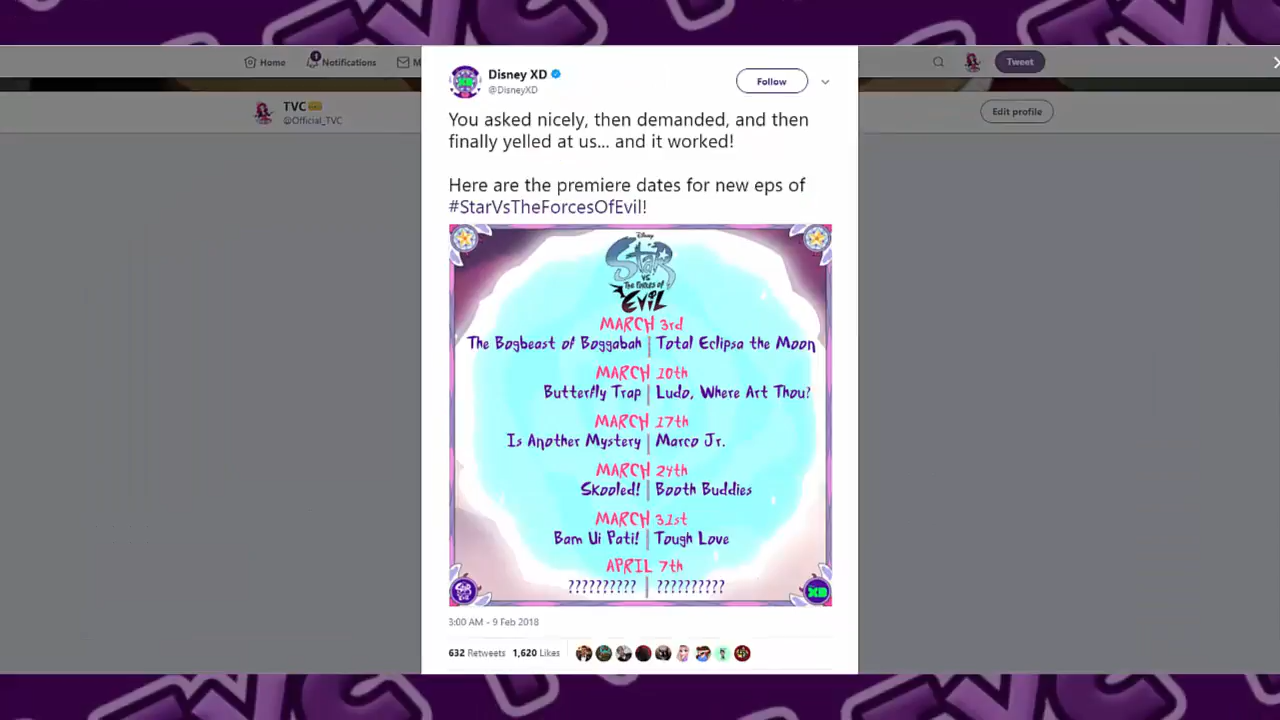 Home
Notifications
M
Tweet
TVC
@Official_TVC
Edit profile
Disney XD
@DisneyXD
Follow
You asked nicely, then demanded, and then
finally yelled at us... and it worked!
Here are the premiere dates for new eps of
#StarVsTheForcesOfEvil!
Disney
Star
vs
The Forces of
EVIL
MARCH 3rd
The Bogbeast of Boggabah | Total Eclipsa the Moon
MARCH 10th
Butterfly Trap | Ludo, Where Art Thou?
MARCH 17th
Is Another Mystery | Marco Jr.
MARCH 24th
Skooled! | Booth Buddies
MARCH 31st
Bam Ui Pati! | Tough Love
APRIL 7th
?????????? | ??????????
XD
3:00 AM - 9 Feb 2018
632 Retweets 1,620 Likes